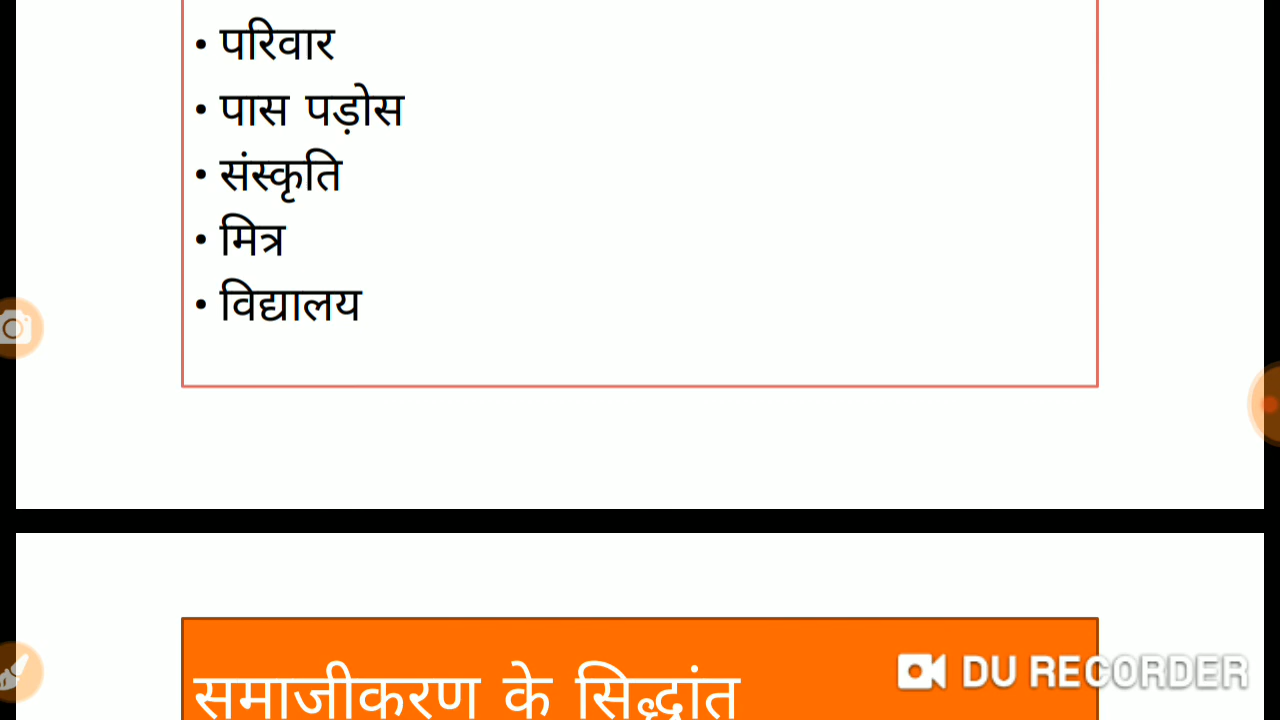 • परिवार
• पास पड़ोस
• संस्कृति
• मित्र
• विद्यालय
समाजीकरण के सिद्धांत
DU RECORDER